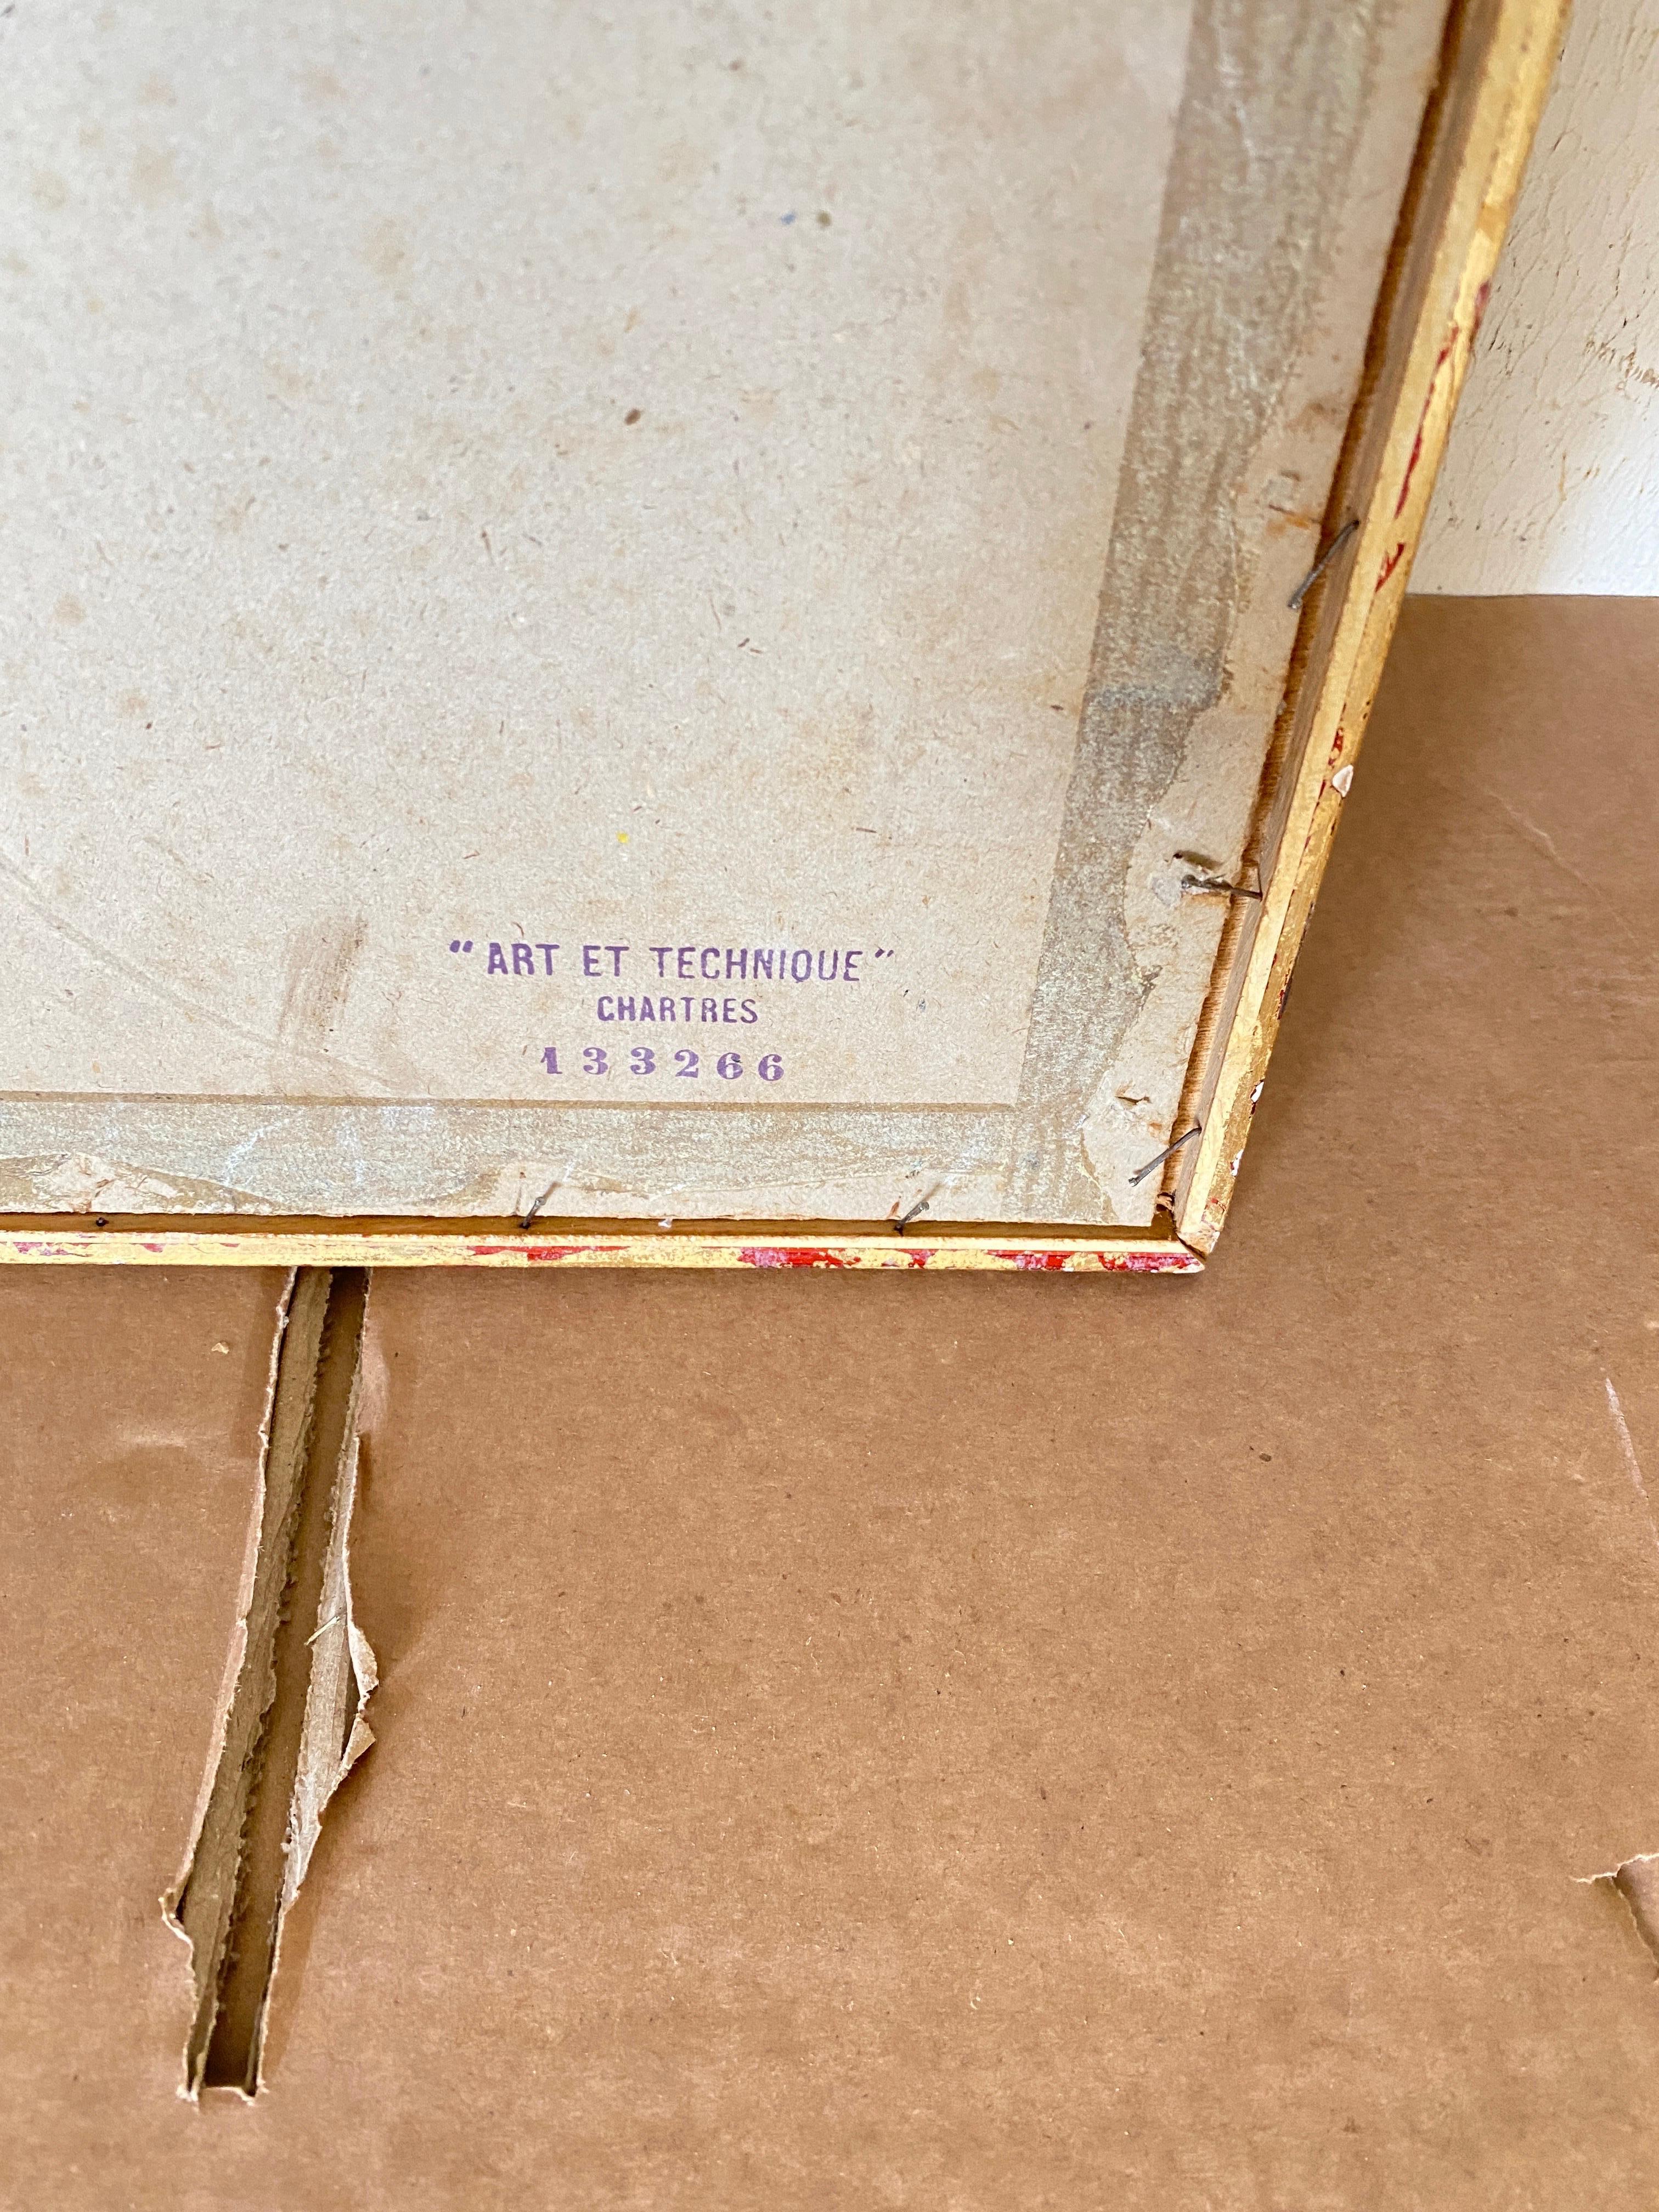 “ART ET TECHNIQUE”
CHARTRES
133266